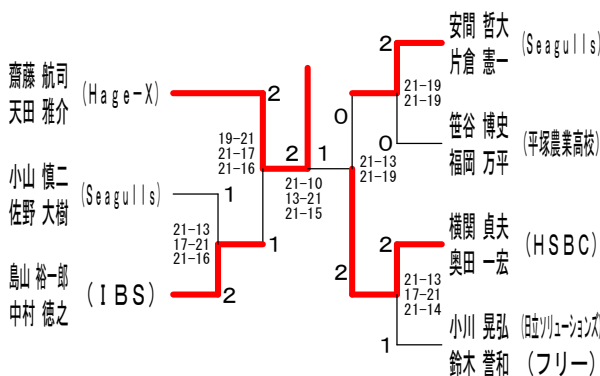 齋藤 航司
天田 雅介
(Hage-X)
2
19-21
21-17
21-16
小山 慎二
佐野 大樹
(Seagulls)
1
21-13
17-21
21-16
1
島山 裕一郎
中村 徳之
(IBS)
2
2
1
21-10
13-21
21-15
安間 哲大
片倉 憲一
(Seagulls)
2
21-19
21-19
0
笹谷 博史
福岡 万平
(平塚農業高校)
0
21-13
21-19
横関 貞夫
奥田 一宏
(HSBC)
2
21-13
17-21
21-14
2
小川 晃弘
(日立ソリューションズ)
鈴木 誉和
(フリー)
1